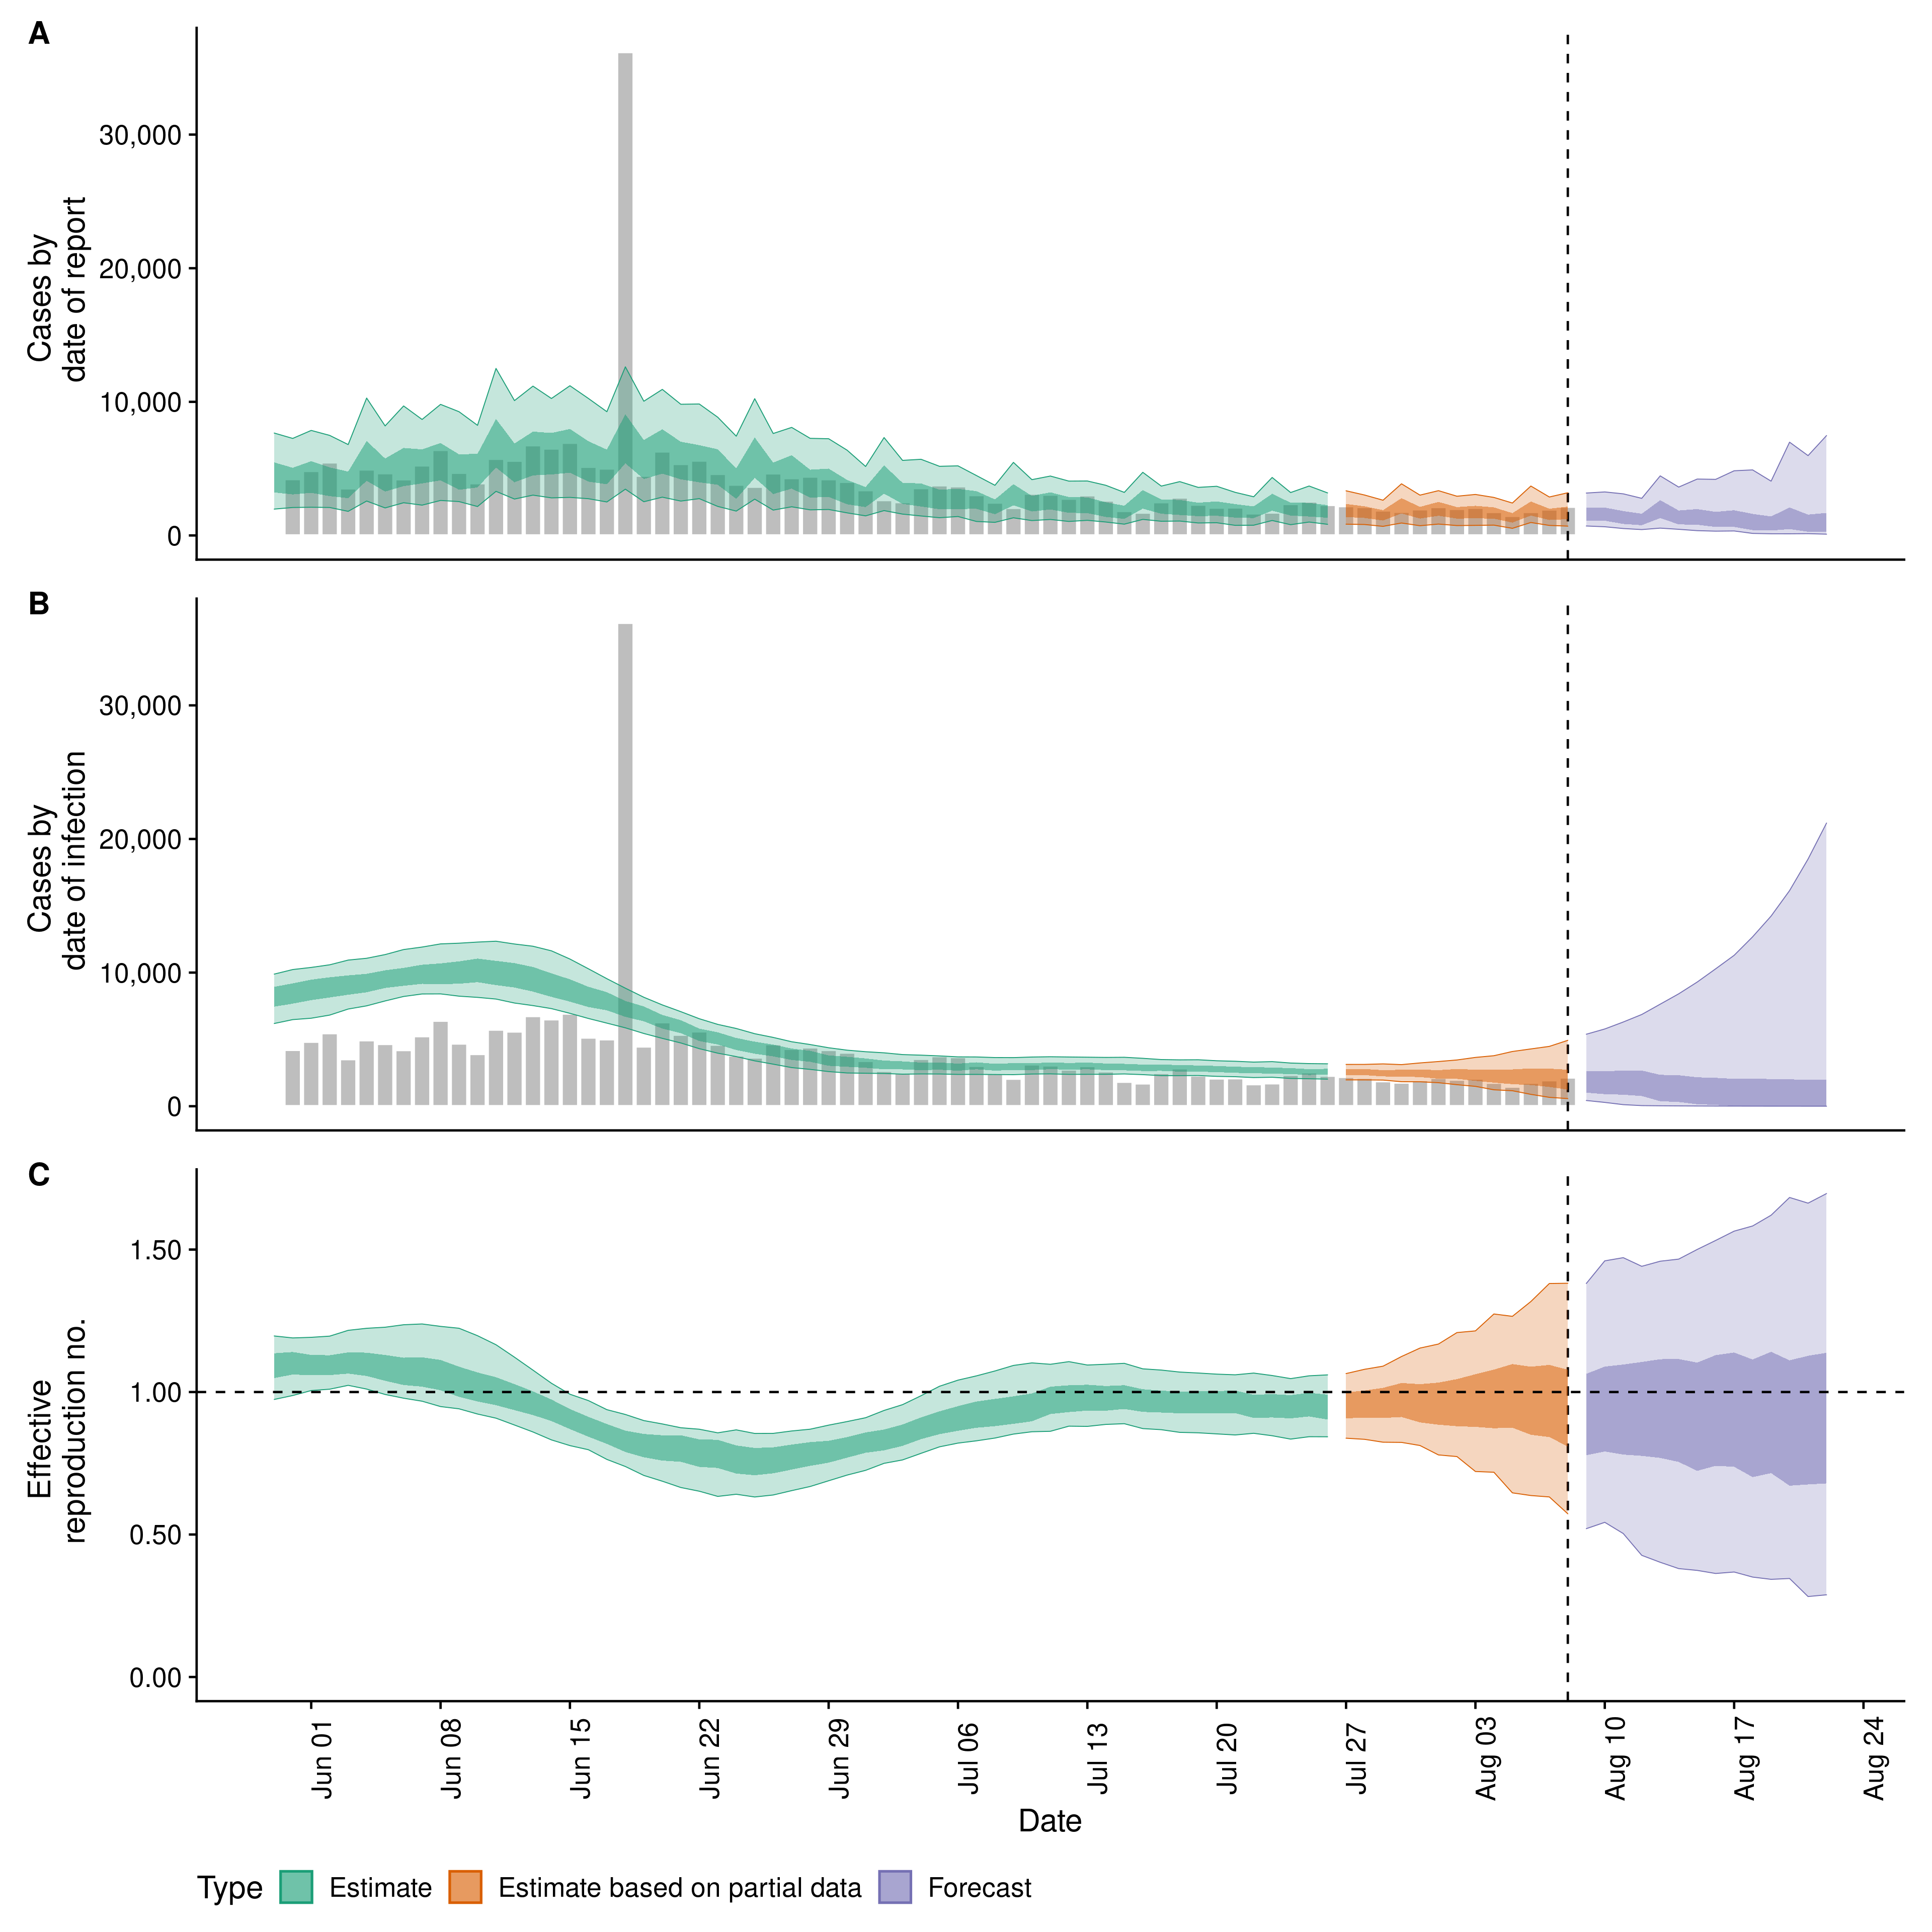 A
Cases by
date of report
30,000
20,000
10,000
0
B
Cases by
date of infection
30,000
20,000
10,000
0
C
Effective
reproduction no.
1.50
1.00
0.50
0.00
Jun 01
Jun 08
Jun 15
Jun 22
Jun 29
Jul 06
Jul 13
Jul 20
Jul 27
Aug 03
Aug 10
Aug 17
Aug 24
Date
Type Estimate Estimate based on partial data Forecast